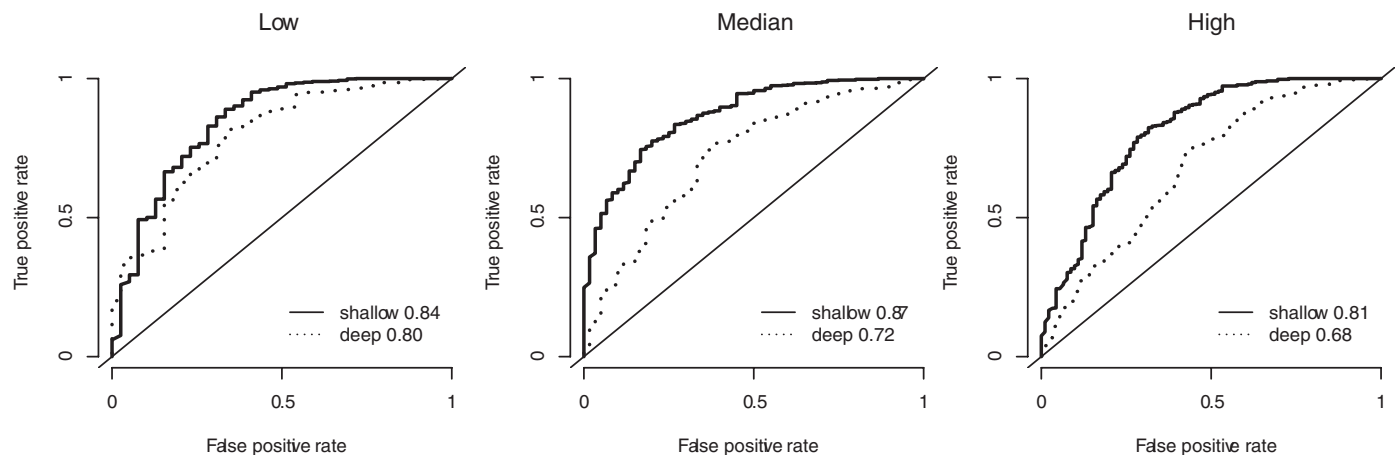 Low
True positive rate
1
0.5
0
shallow 0.84
deep 0.80
0 0.5 1
False positive rate
Median
True positive rate
1
0.5
0
shallow 0.87
deep 0.72
0 0.5 1
False positive rate
High
True positive rate
1
0.5
0
shallow 0.81
deep 0.68
0 0.5 1
False positive rate